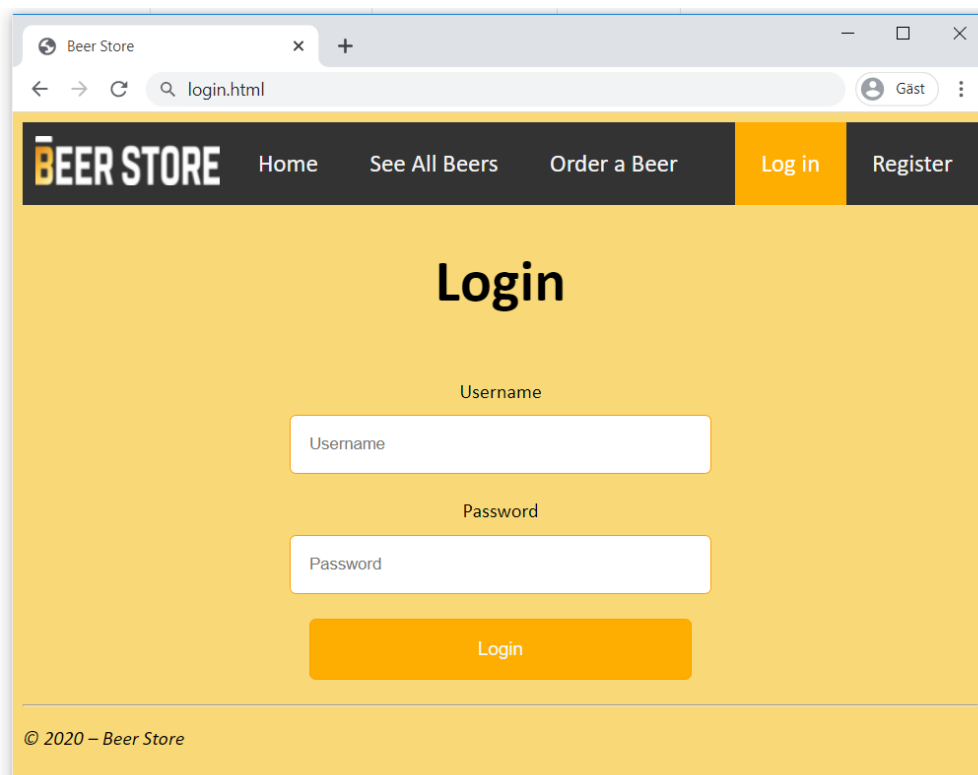 Beer Store
login.html
Gäst
BEER STORE Home See All Beers Order a Beer Log in Register
Login
Username
Username
Password
Password
Login
© 2020 – Beer Store